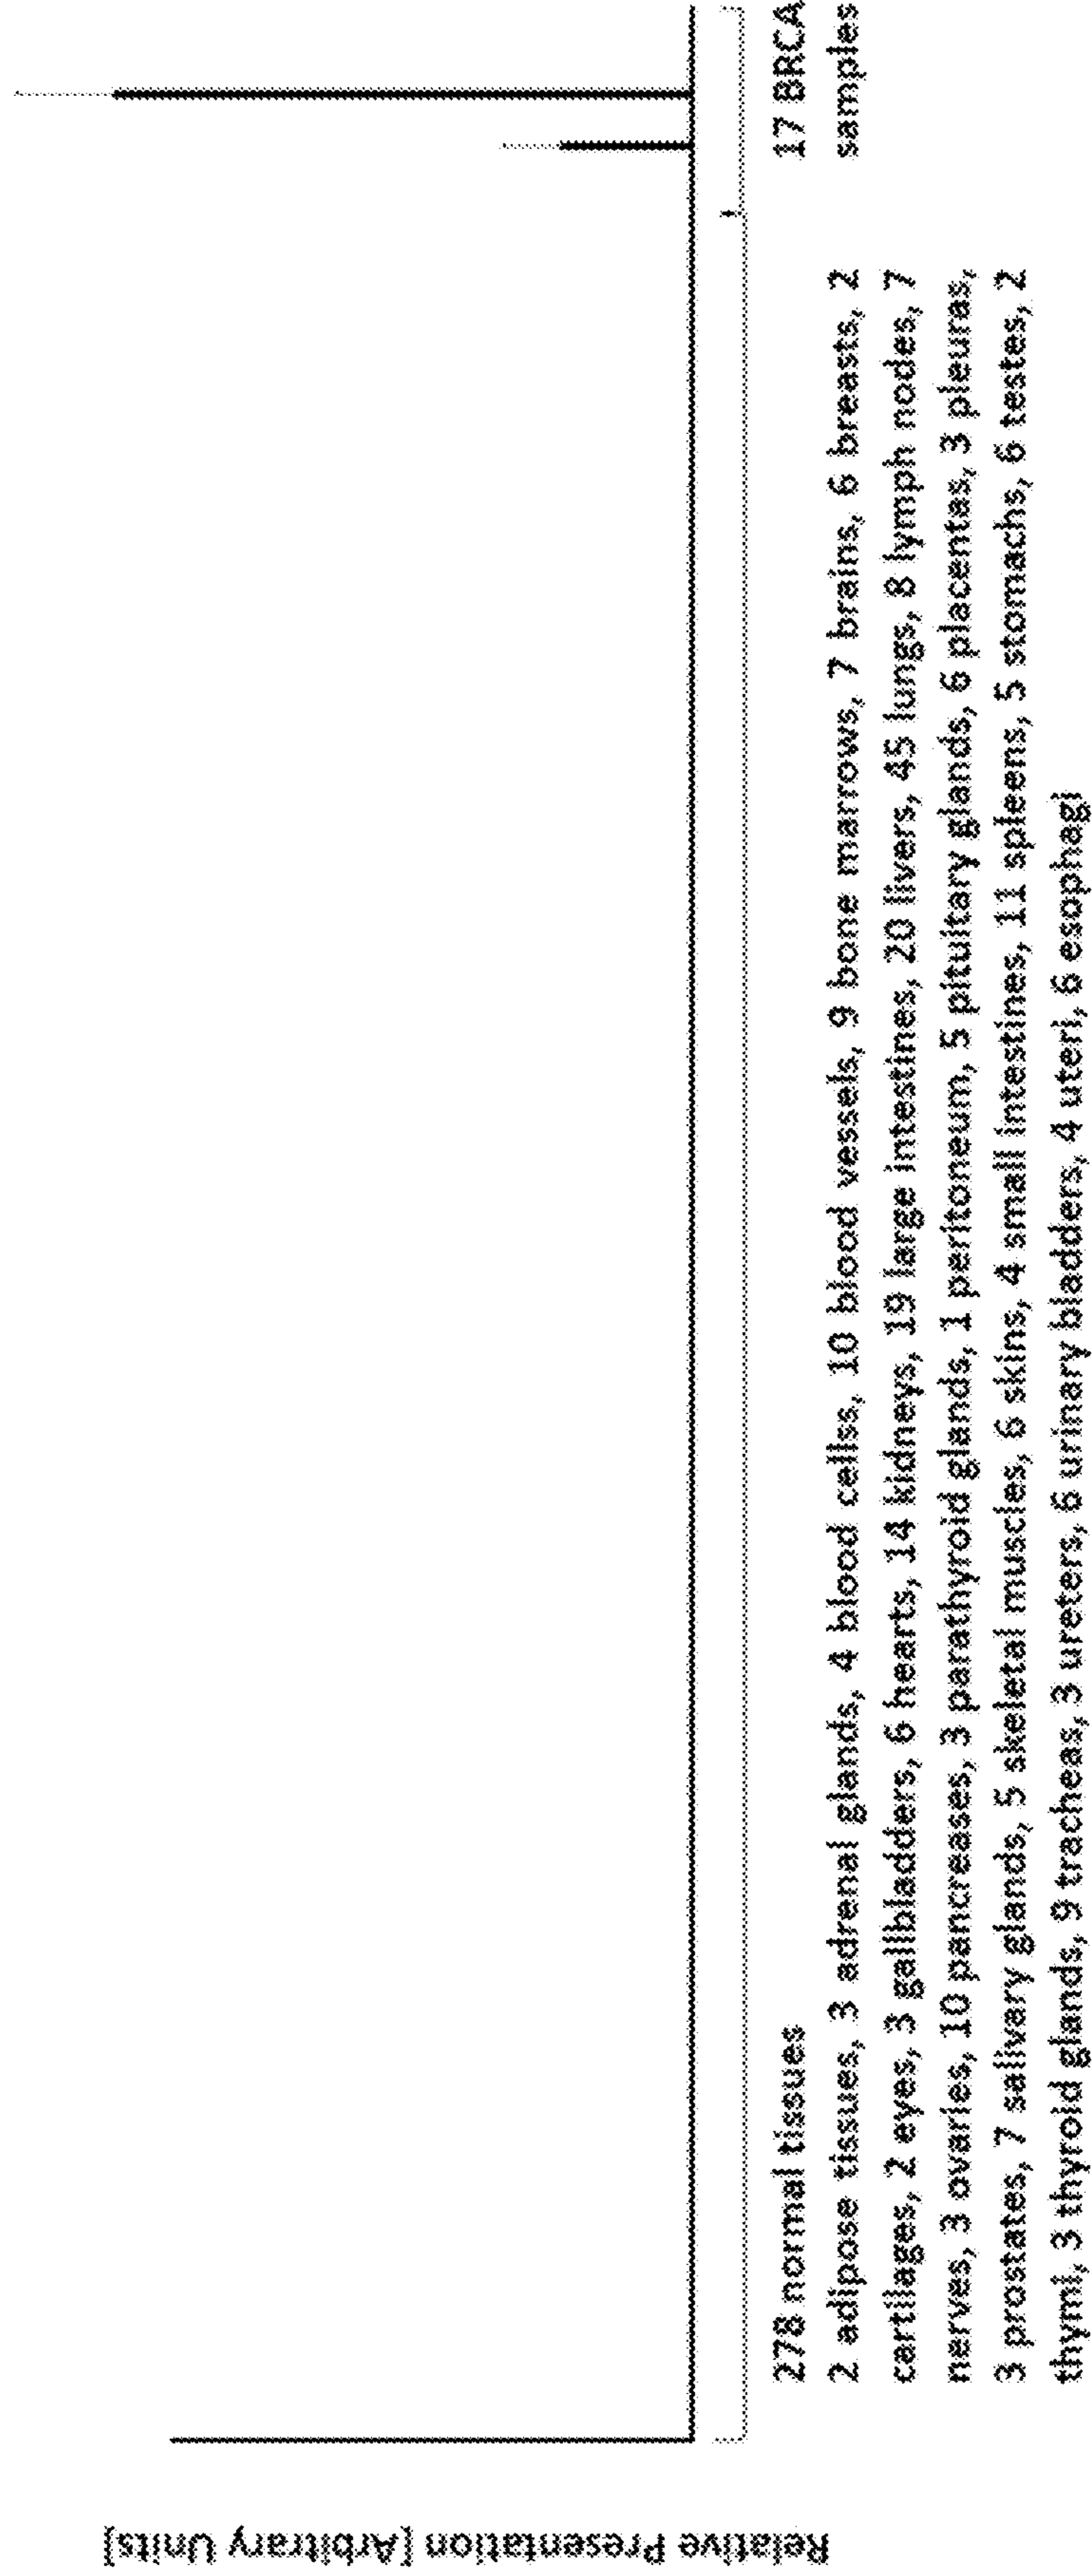 Relative Presentation [Arbitrary Units]
278 normal tissues
2 adipose tissues, 3 adrenal glands, 4 blood cellss, 10 blood vessels, 9 bone marrows, 7 brains, 6 breasts, 2
cartilages, 2 eyes, 3 gallbladders, 6 hearts, 14 kidneys, 19 large intestines, 20 livers, 45 lungs, 8 lymph nodes, 7
nerves, 3 ovaries, 10 pancreases, 3 parathyroid glands, 1 peritoneum, 5 pituitary glands, 6 placentas, 3 pleuras,
3 prostates, 7 salivary glands, 5 skeletal muscles, 6 skins, 4 small intestines, 11 spleens, 5 stomachs, 6 testes, 2
thymi, 3 thyroid glands, 9 tracheas, 3 ureters, 6 urinary bladders, 4 uteri, 6 esophagi
17 BRCA
samples